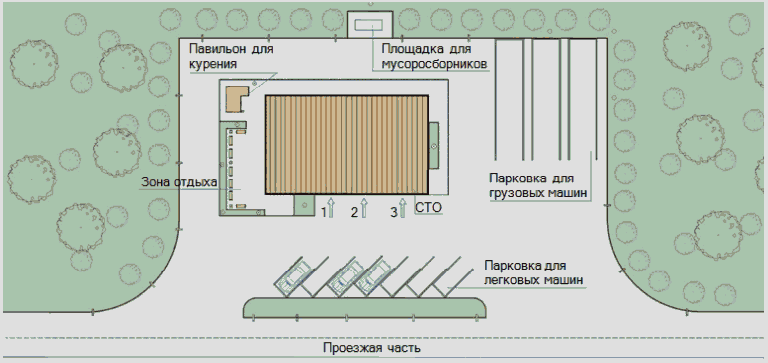 Павильон для
курения
Площадка для
мусоросборников
Зона отдыха
Парковка для
грузовых машин
1
2
3
СТО
Парковка для
легковых машин
Проезжая часть